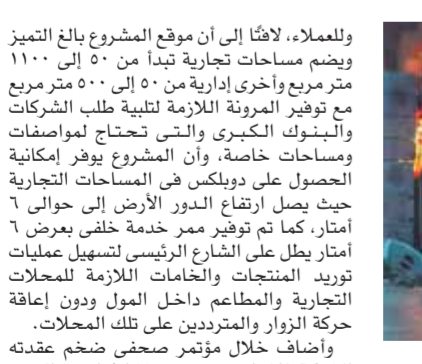 وللعملاء، لافتًا إلى أن موقع المشروع بالغ التميز
ويضم مساحات تجارية تبدأ من ٥٠ إلى ١١٠٠
متر مربع وأخرى إدارية من ٥٠ إلى ٥٠٠ متر مربع
مع توفير المرونة اللازمة لتلبية طلب الشركات
والبنوك الكبرى والتى تحتاج لمواصفات
ومساحات خاصة، وأن المشروع يوفر إمكانية
الحصول على دوبلكس فى المساحات التجارية
حيث يصل ارتفاع الدور الأرض إلى حوالى ٦
أمتار، كما تم توفير ممر خدمة خلفى بعرض ٦
أمتار يطل على الشارع الرئيسى لتسهيل عمليات
توريد المنتجات والخامات اللازمة للمحلات
التجارية والمطاعم داخل المول ودون إعاقة
حركة الزوار والمترددين على تلك المحلات.
وأضاف خلال مؤتمر صحفى ضخم عقدته